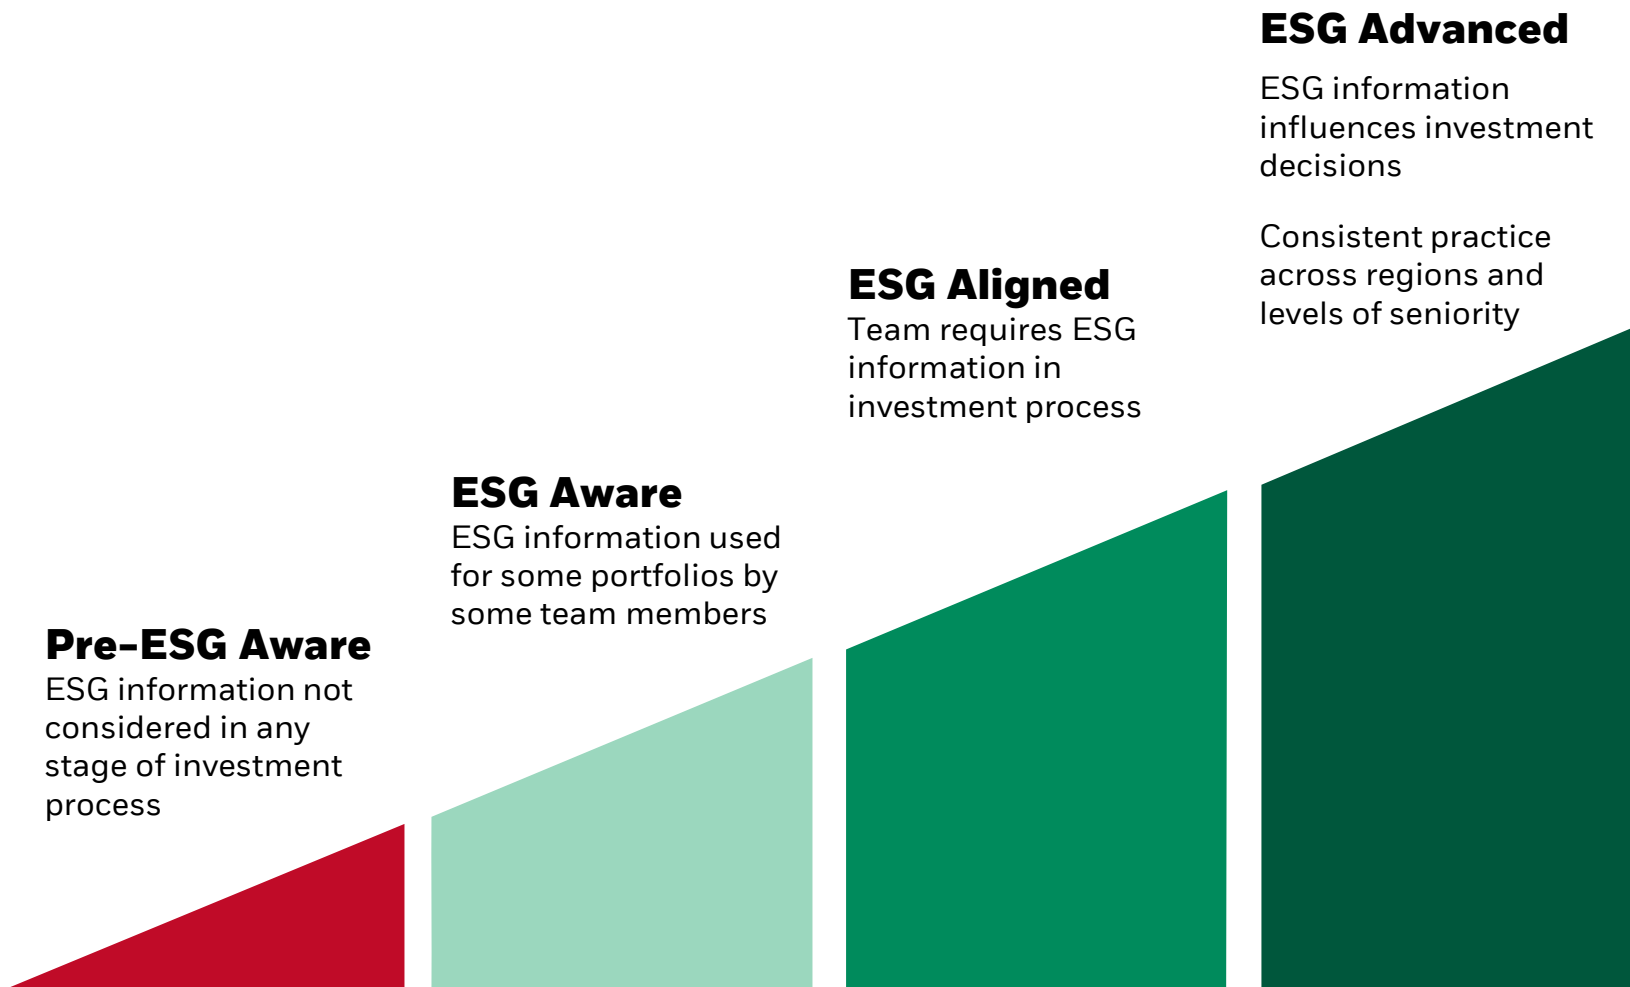 Pre-ESG Aware
ESG information not
considered in any
stage of investment
process
ESG Aware
ESG information used
for some portfolios by
some team members
ESG Aligned
Team requires ESG
information in
investment process
ESG Advanced
ESG information
influences investment
decisions
Consistent practice
across regions and
levels of seniority